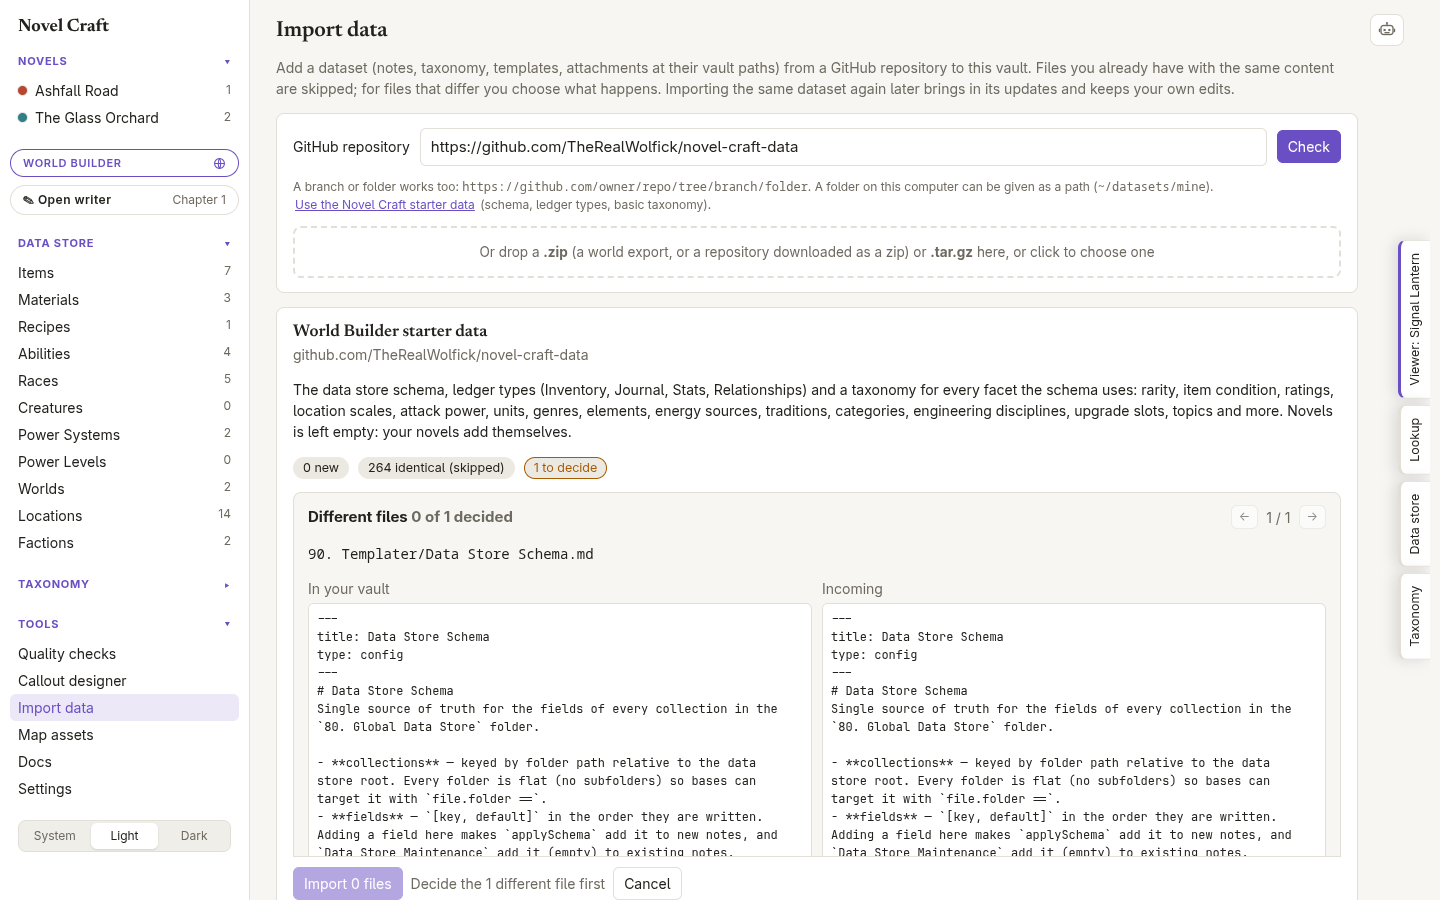 Novel Craft
NOVELS
Ashfall Road 1
The Glass Orchard 2
WORLD BUILDER
✎ Open writer Chapter 1
DATA STORE
Items 7
Materials 3
Recipes 1
Abilities 4
Races 5
Creatures 0
Power Systems 2
Power Levels 0
Worlds 2
Locations 14
Factions 2
TAXONOMY
TOOLS
Quality checks
Callout designer
Import data
Map assets
Docs
Settings
System Light Dark
Import data
Add a dataset (notes, taxonomy, templates, attachments at their vault paths) from a GitHub repository to this vault. Files you already have with the same content
are skipped; for files that differ you choose what happens. Importing the same dataset again later brings in its updates and keeps your own edits.
GitHub repository https://github.com/TheRealWolfick/novel-craft-data Check
A branch or folder works too: https://github.com/owner/repo/tree/branch/folder. A folder on this computer can be given as a path (~/datasets/mine).
Use the Novel Craft starter data (schema, ledger types, basic taxonomy).
Or drop a .zip (a world export, or a repository downloaded as a zip) or .tar.gz here, or click to choose one
World Builder starter data
github.com/TheRealWolfick/novel-craft-data
The data store schema, ledger types (Inventory, Journal, Stats, Relationships) and a taxonomy for every facet the schema uses: rarity, item condition, ratings,
location scales, attack power, units, genres, elements, energy sources, traditions, categories, engineering disciplines, upgrade slots, topics and more. Novels
is left empty: your novels add themselves.
0 new 264 identical (skipped) 1 to decide
Different files 0 of 1 decided ← 1 / 1 →
90. Templater/Data Store Schema.md
In your vault
---
title: Data Store Schema
type: config
---
# Data Store Schema
Single source of truth for the fields of every collection in the
`80. Global Data Store` folder.
- **collections** — keyed by folder path relative to the data
store root. Every folder is flat (no subfolders) so bases can
target it with `file.folder ==`.
- **fields** — `[key, default]` in the order they are written.
Adding a field here makes `applySchema` add it to new notes, and
`Data Store Maintenance` add it (empty) to existing notes.
Incoming
---
title: Data Store Schema
type: config
---
# Data Store Schema
Single source of truth for the fields of every collection in the
`80. Global Data Store` folder.
- **collections** — keyed by folder path relative to the data
store root. Every folder is flat (no subfolders) so bases can
target it with `file.folder ==`.
- **fields** — `[key, default]` in the order they are written.
Adding a field here makes `applySchema` add it to new notes, and
`Data Store Maintenance` add it (empty) to existing notes.
Import 0 files Decide the 1 different file first Cancel
Viewer: Signal Lantern
Lookup
Data store
Taxonomy